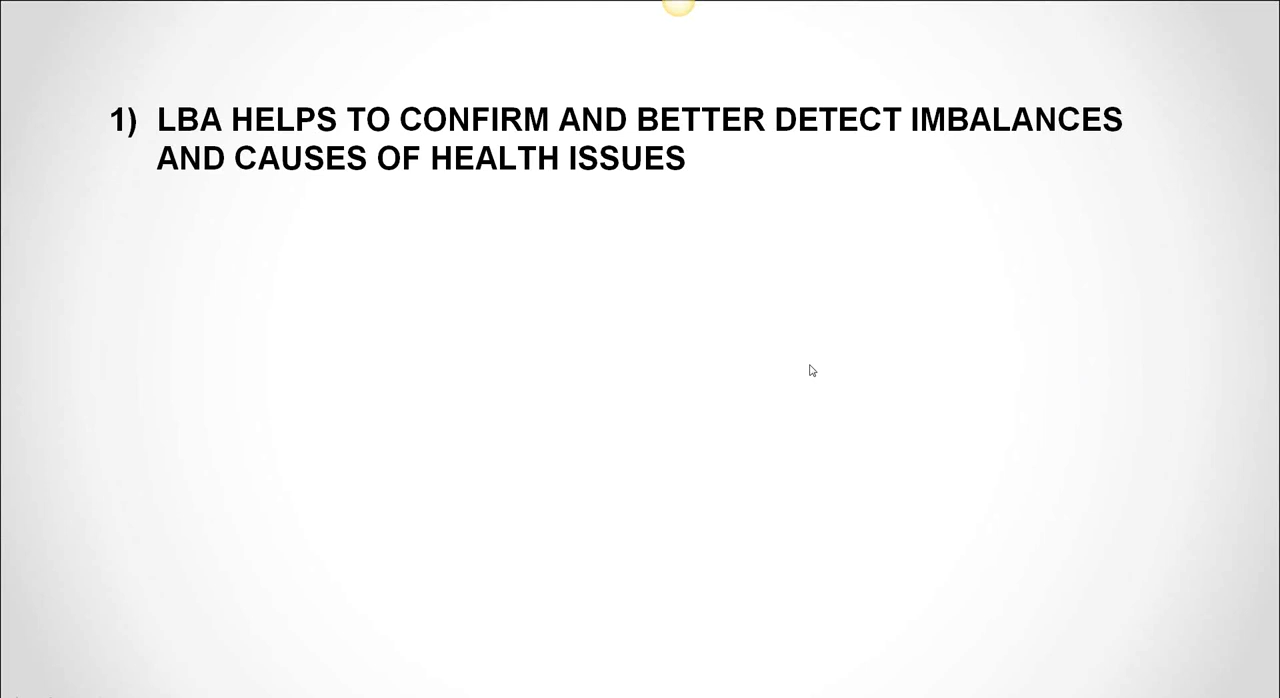 1) LBA HELPS TO CONFIRM AND BETTER DETECT IMBALANCES
AND CAUSES OF HEALTH ISSUES